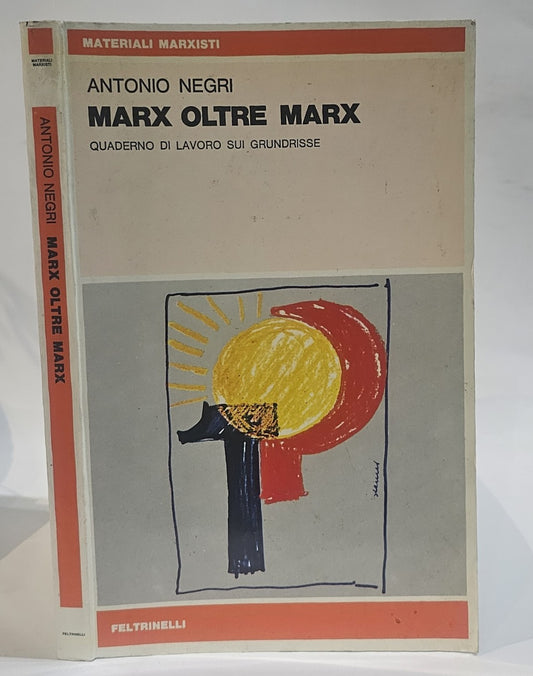 MATERIALI MARXISTI
ANTONIO NEGRI
MARX OLTRE MARX
QUADERNO DI LAVORO SUI GRUNDRISSE
FELTRINELLI
MATERIALI
MARXISTI
ANTONIO NEGRI MARX OLTRE MARX
FELTRINELLI